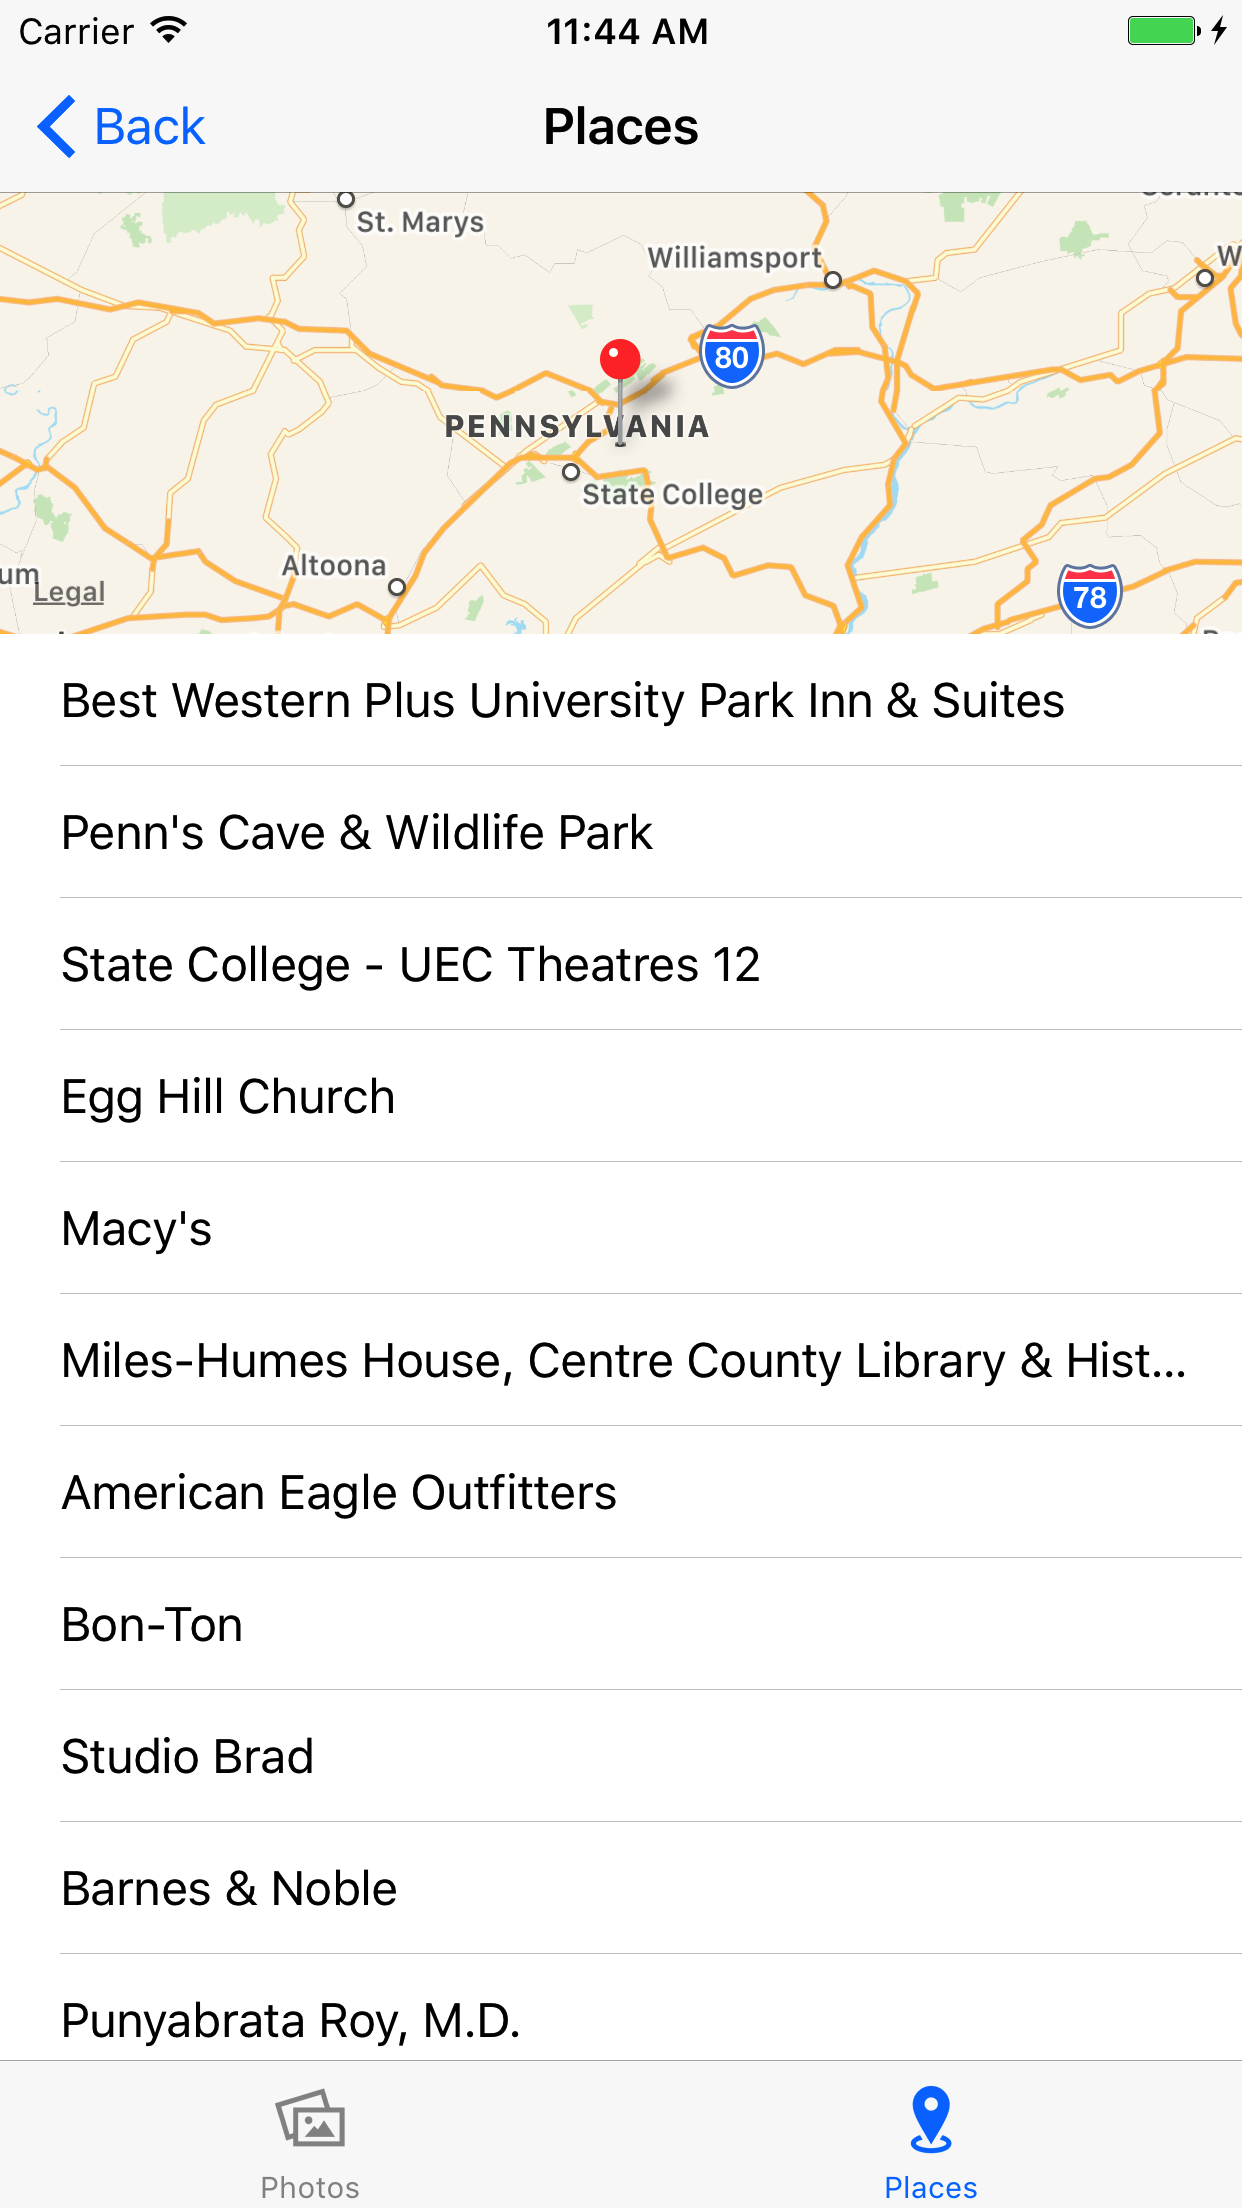 Carrier 11:44 AM
Back Places
St. Marys
Williamsport
W
80
PENNSYLVANIA
State College
Altoona
um
Legal
78
Best Western Plus University Park Inn & Suites
Penn's Cave & Wildlife Park
State College - UEC Theatres 12
Egg Hill Church
Macy's
Miles-Humes House, Centre County Library & Hist...
American Eagle Outfitters
Bon-Ton
Studio Brad
Barnes & Noble
Punyabrata Roy, M.D.
Photos Places